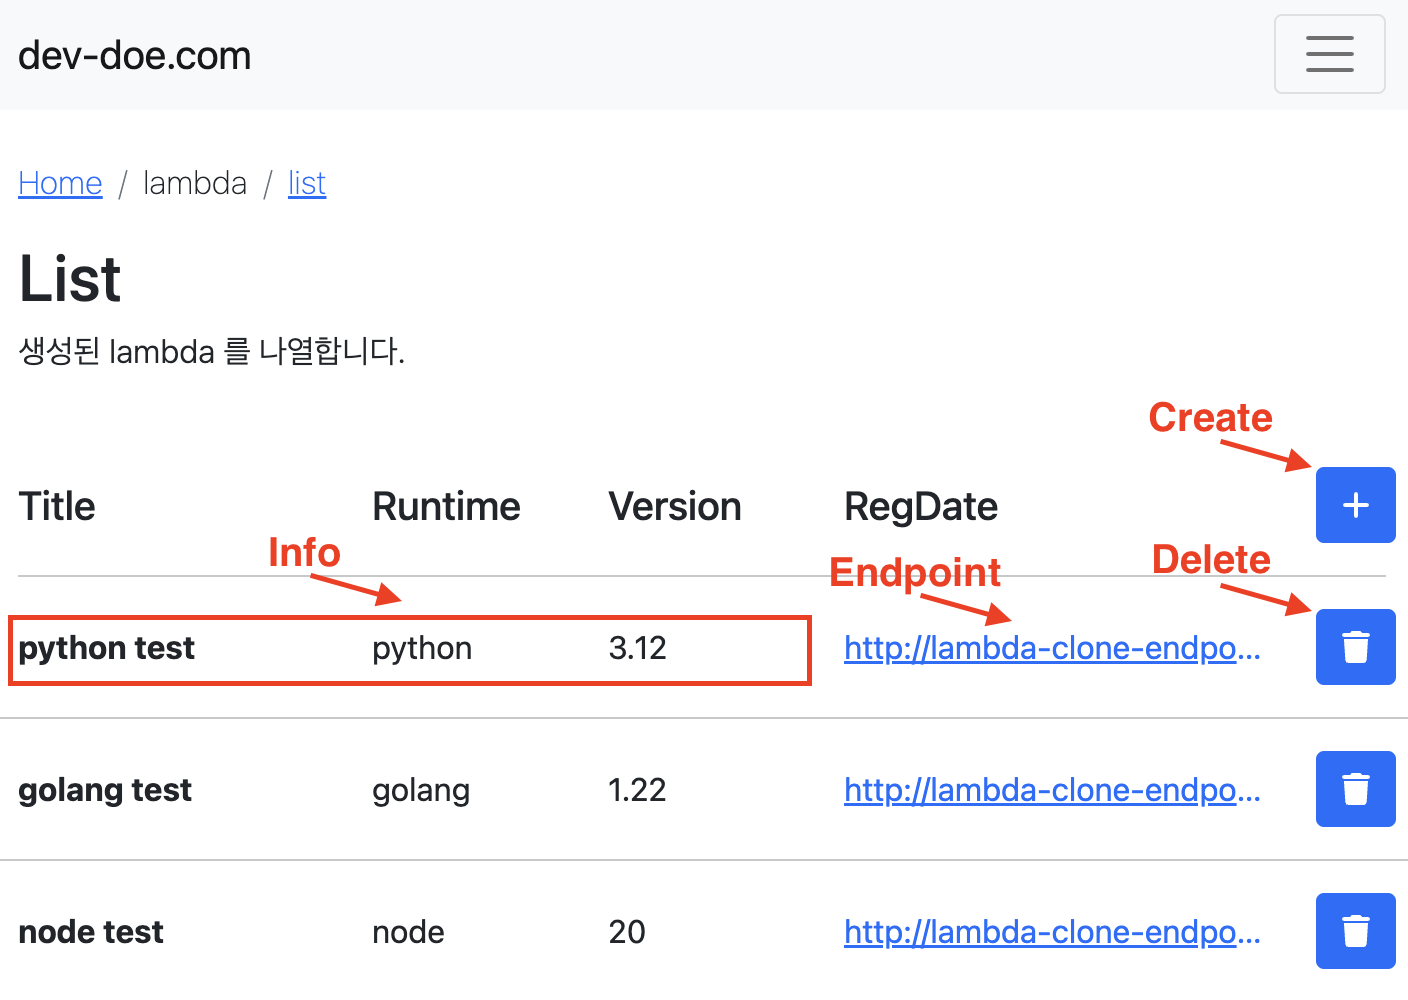 dev-doe.com
Home / lambda / list
List
생성된 lambda 를 나열합니다.
Create
Title Runtime Version RegDate +
Info Endpoint Delete
python test python 3.12 http://lambda-clone-endpo...
golang test golang 1.22 http://lambda-clone-endpo...
node test node 20 http://lambda-clone-endpo...